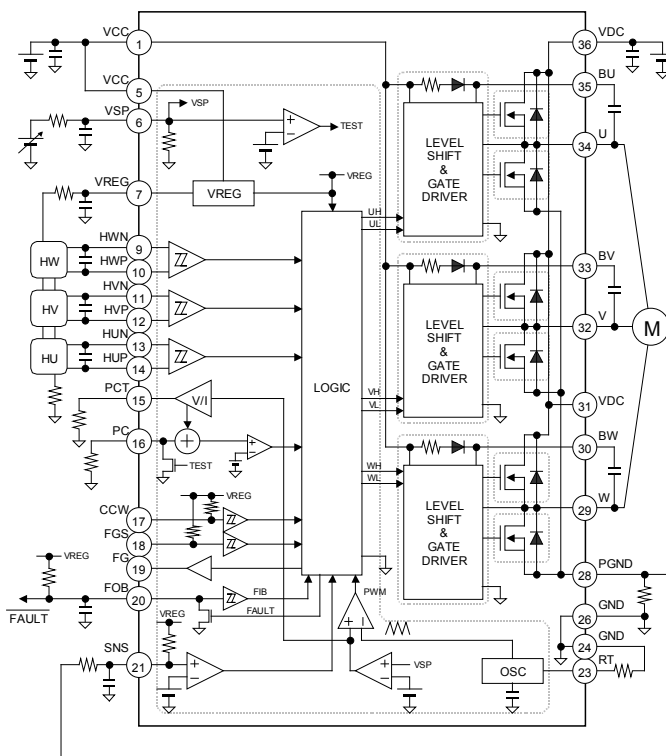 VCC
1
VCC
5
VSP
6
VSP
TEST
VREG
7
VREG
VREG
HWN
9
HW
HWP
10
HVN
11
HV
HVP
12
HUN
13
HU
HUP
14
PCT
15
V/I
PC
16
TEST
CCW
17
VREG
FGS
18
FG
19
VREG
FOB
20
FIB
FAULT
FAULT
VREG
SNS
21
PWM
VSP
OSC
LOGIC
UH
UL
VH
VL
WH
WL
LEVEL
SHIFT
&
GATE
DRIVER
LEVEL
SHIFT
&
GATE
DRIVER
LEVEL
SHIFT
&
GATE
DRIVER
VDC
36
BU
35
U
34
BV
33
V
32
M
VDC
31
BW
30
W
29
PGND
28
GND
26
GND
24
RT
23